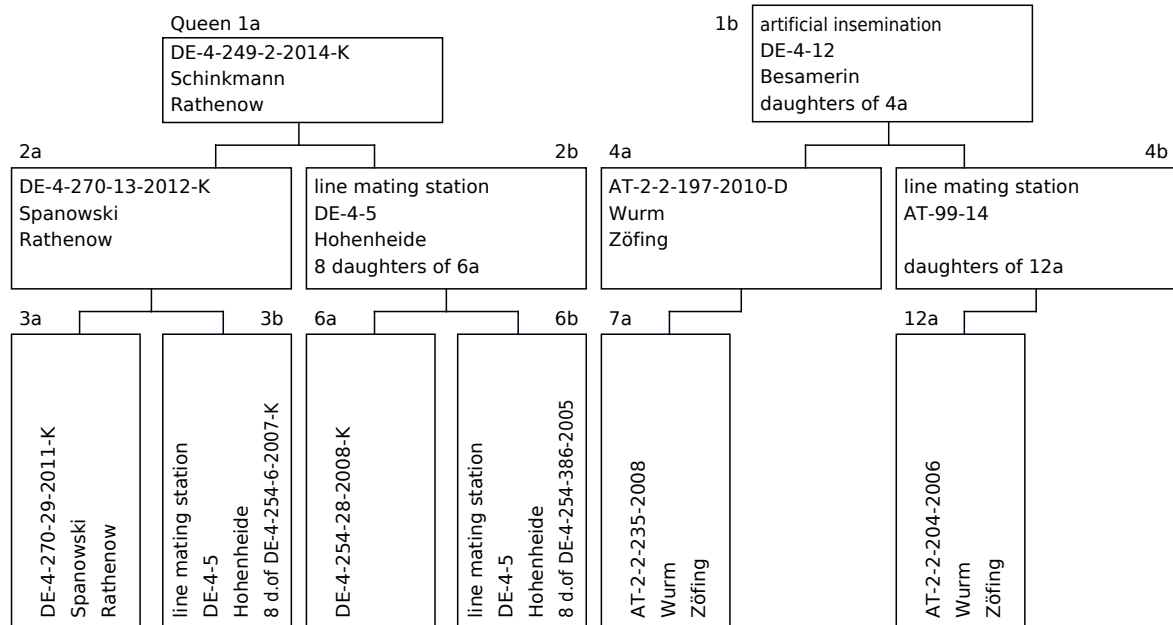 Queen 1a
DE-4-249-2-2014-K
Schinkmann
Rathenow
1b
artificial insemination
DE-4-12
Besamerin
daughters of 4a
2a
DE-4-270-13-2012-K
Spanowski
Rathenow
2b
line mating station
DE-4-5
Hohenheide
8 daughters of 6a
4a
AT-2-2-197-2010-D
Wurm
Zöfing
4b
line mating station
AT-99-14
daughters of 12a
3a
DE-4-270-29-2011-K
Spanowski
Rathenow
3b
line mating station
DE-4-5
Hohenheide
8 d.of DE-4-254-6-2007-K
6a
DE-4-254-28-2008-K
6b
line mating station
DE-4-5
Hohenheide
8 d.of DE-4-254-386-2005
7a
AT-2-2-235-2008
Wurm
Zöfing
12a
AT-2-2-204-2006
Wurm
Zöfing